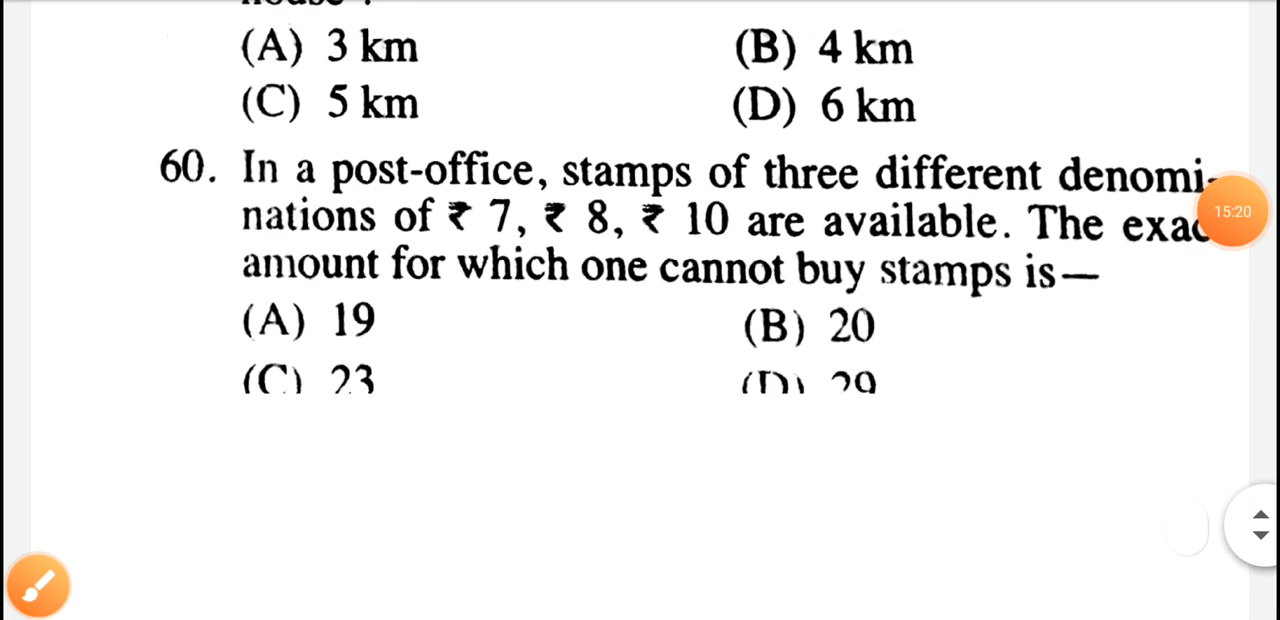 (A) 3 km (B) 4 km
(C) 5 km (D) 6 km
60. In a post-office, stamps of three different denomi-
nations of ₹ 7, ₹ 8, ₹ 10 are available. The exac
amount for which one cannot buy stamps is—
(A) 19 (B) 20
(C) 23 (D) 29
15:20